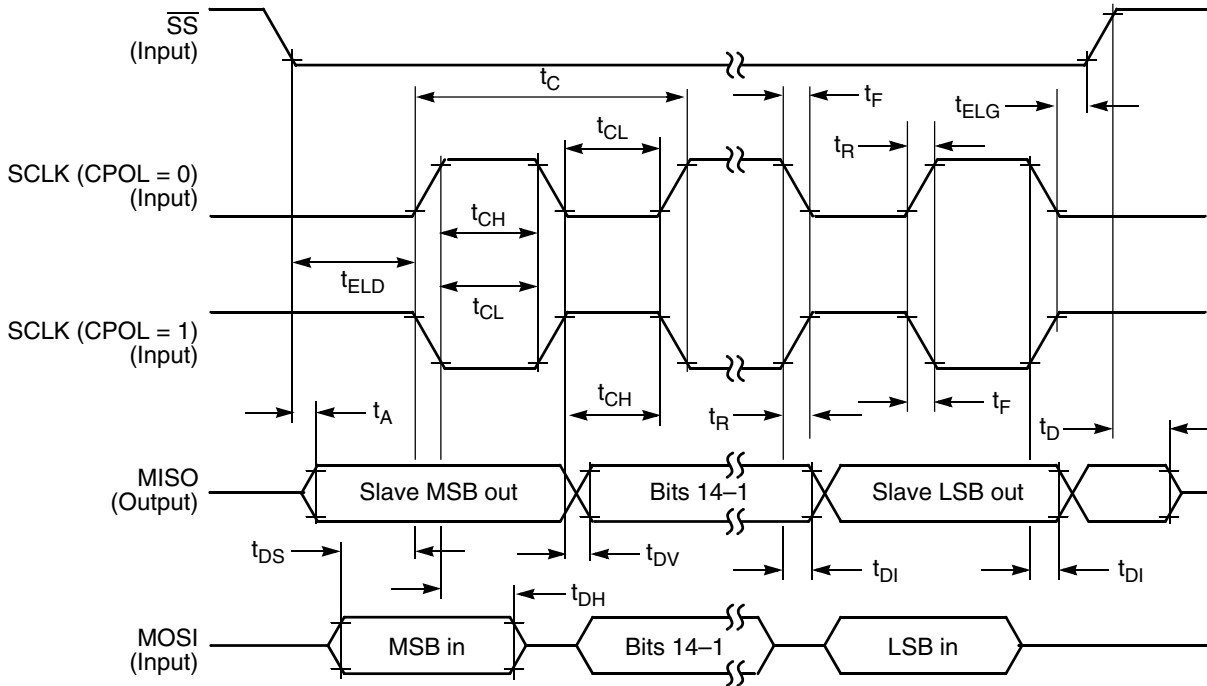 SS
(Input)
tC
tF
tELG
tCL
tR
SCLK (CPOL = 0)
(Input)
tCH
tELD
tCL
SCLK (CPOL = 1)
(Input)
tA
tCH
tR
tF
tD
MISO
(Output)
Slave MSB out
Bits 14–1
Slave LSB out
tDS
tDV
tDI
tDI
tDH
MOSI
(Input)
MSB in
Bits 14–1
LSB in